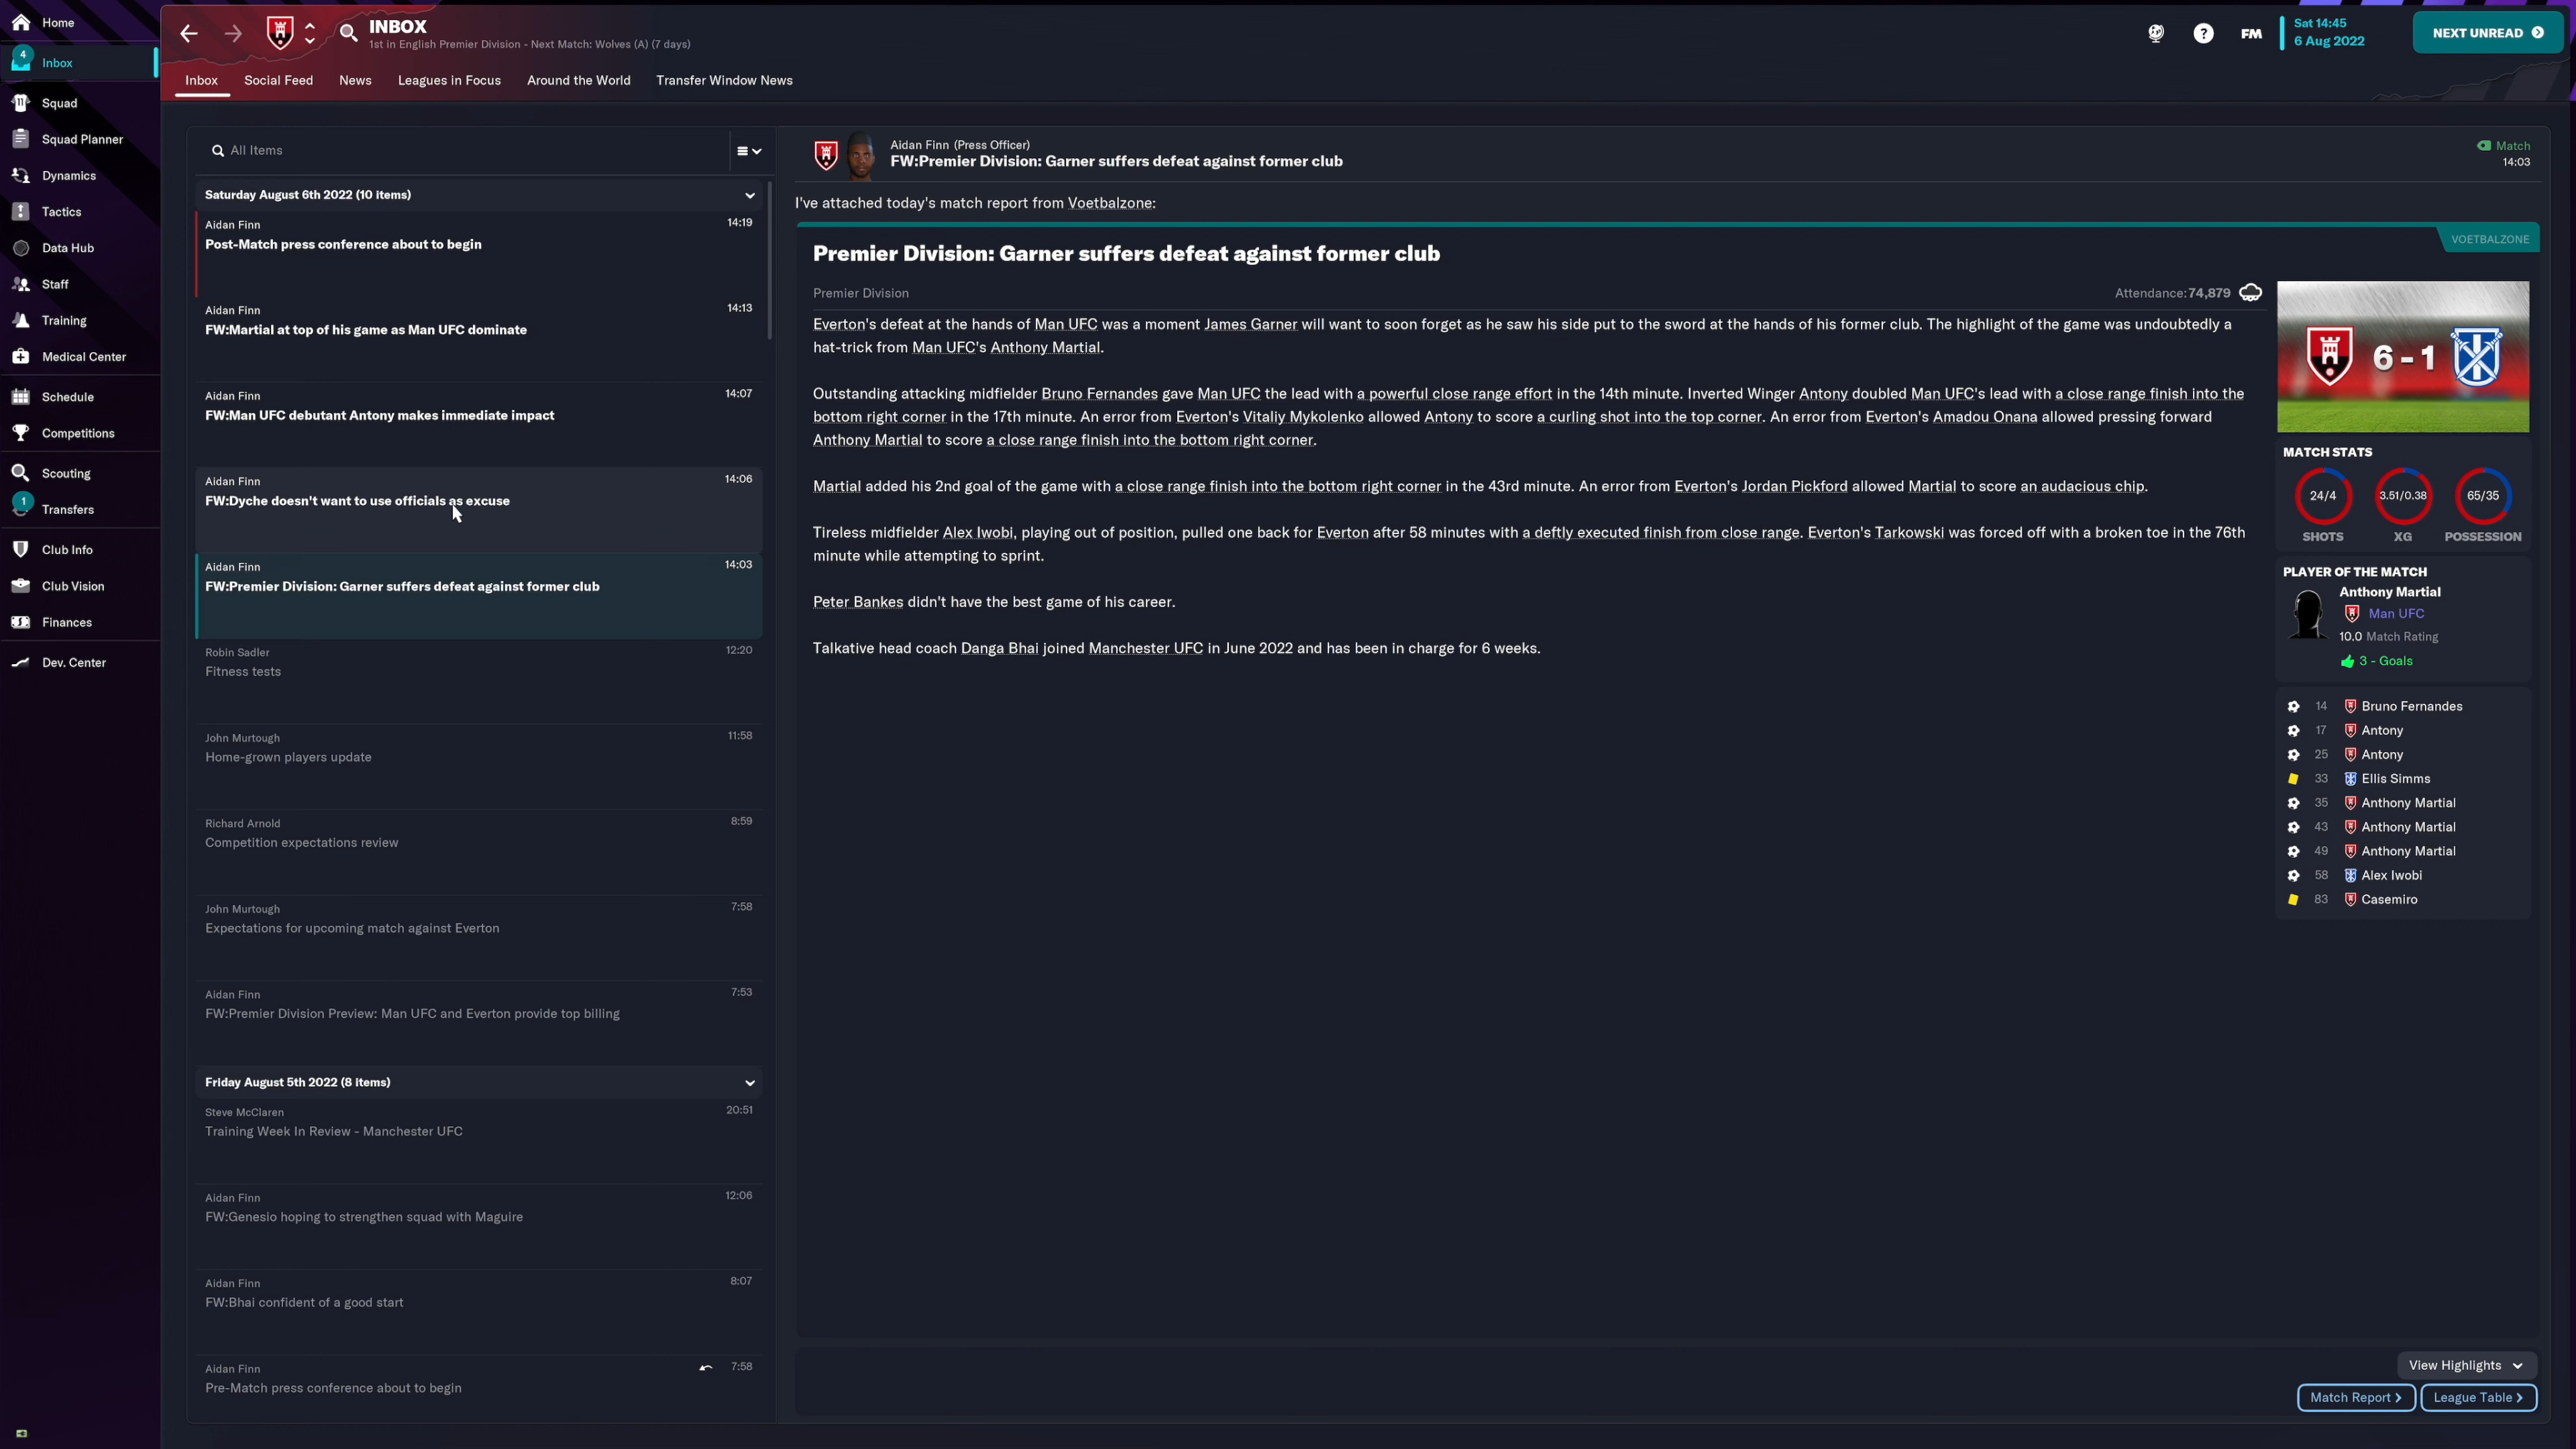 Home
4
Inbox
Squad
Squad Planner
Dynamics
Tactics
Data Hub
Staff
Training
Medical Center
Schedule
Competitions
Scouting
1
Transfers
Club Info
Club Vision
Finances
Dev. Center
INBOX
1st in English Premier Division - Next Match: Wolves (A) (7 days)
FM
Sat 14:45
6 Aug 2022
NEXT UNREAD
Inbox
Social Feed
News
Leagues in Focus
Around the World
Transfer Window News
All Items
Saturday August 6th 2022 (10 items)
Aidan Finn 14:19
Post-Match press conference about to begin
Aidan Finn 14:13
FW:Martial at top of his game as Man UFC dominate
Aidan Finn 14:07
FW:Man UFC debutant Antony makes immediate impact
Aidan Finn 14:06
FW:Dyche doesn't want to use officials as excuse
Aidan Finn 14:03
FW:Premier Division: Garner suffers defeat against former club
Robin Sadler 12:20
Fitness tests
John Murtough 11:58
Home-grown players update
Richard Arnold 8:59
Competition expectations review
John Murtough 7:58
Expectations for upcoming match against Everton
Aidan Finn 7:53
FW:Premier Division Preview: Man UFC and Everton provide top billing
Friday August 5th 2022 (8 items)
Steve McClaren 20:51
Training Week In Review - Manchester UFC
Aidan Finn 12:06
FW:Genesio hoping to strengthen squad with Maguire
Aidan Finn 8:07
FW:Bhai confident of a good start
Aidan Finn 7:58
Pre-Match press conference about to begin
Aidan Finn (Press Officer)
FW:Premier Division: Garner suffers defeat against former club
Match
14:03
I've attached today's match report from Voetbalzone:
VOETBALZONE
Premier Division: Garner suffers defeat against former club
Premier Division
Attendance: 74,879
Everton's defeat at the hands of Man UFC was a moment James Garner will want to soon forget as he saw his side put to the sword at the hands of his former club. The highlight of the game was undoubtedly a
hat-trick from Man UFC's Anthony Martial.
Outstanding attacking midfielder Bruno Fernandes gave Man UFC the lead with a powerful close range effort in the 14th minute. Inverted Winger Antony doubled Man UFC's lead with a close range finish into the
bottom right corner in the 17th minute. An error from Everton's Vitaliy Mykolenko allowed Antony to score a curling shot into the top corner. An error from Everton's Amadou Onana allowed pressing forward
Anthony Martial to score a close range finish into the bottom right corner.
Martial added his 2nd goal of the game with a close range finish into the bottom right corner in the 43rd minute. An error from Everton's Jordan Pickford allowed Martial to score an audacious chip.
Tireless midfielder Alex Iwobi, playing out of position, pulled one back for Everton after 58 minutes with a deftly executed finish from close range. Everton's Tarkowski was forced off with a broken toe in the 76th
minute while attempting to sprint.
Peter Bankes didn't have the best game of his career.
Talkative head coach Danga Bhai joined Manchester UFC in June 2022 and has been in charge for 6 weeks.
6 - 1
MATCH STATS
24/4
3.51/0.38
65/35
SHOTS
XG
POSSESSION
PLAYER OF THE MATCH
Anthony Martial
Man UFC
10.0 Match Rating
3 - Goals
14 Bruno Fernandes
17 Antony
25 Antony
33 Ellis Simms
35 Anthony Martial
43 Anthony Martial
49 Anthony Martial
58 Alex Iwobi
83 Casemiro
View Highlights
Match Report
League Table